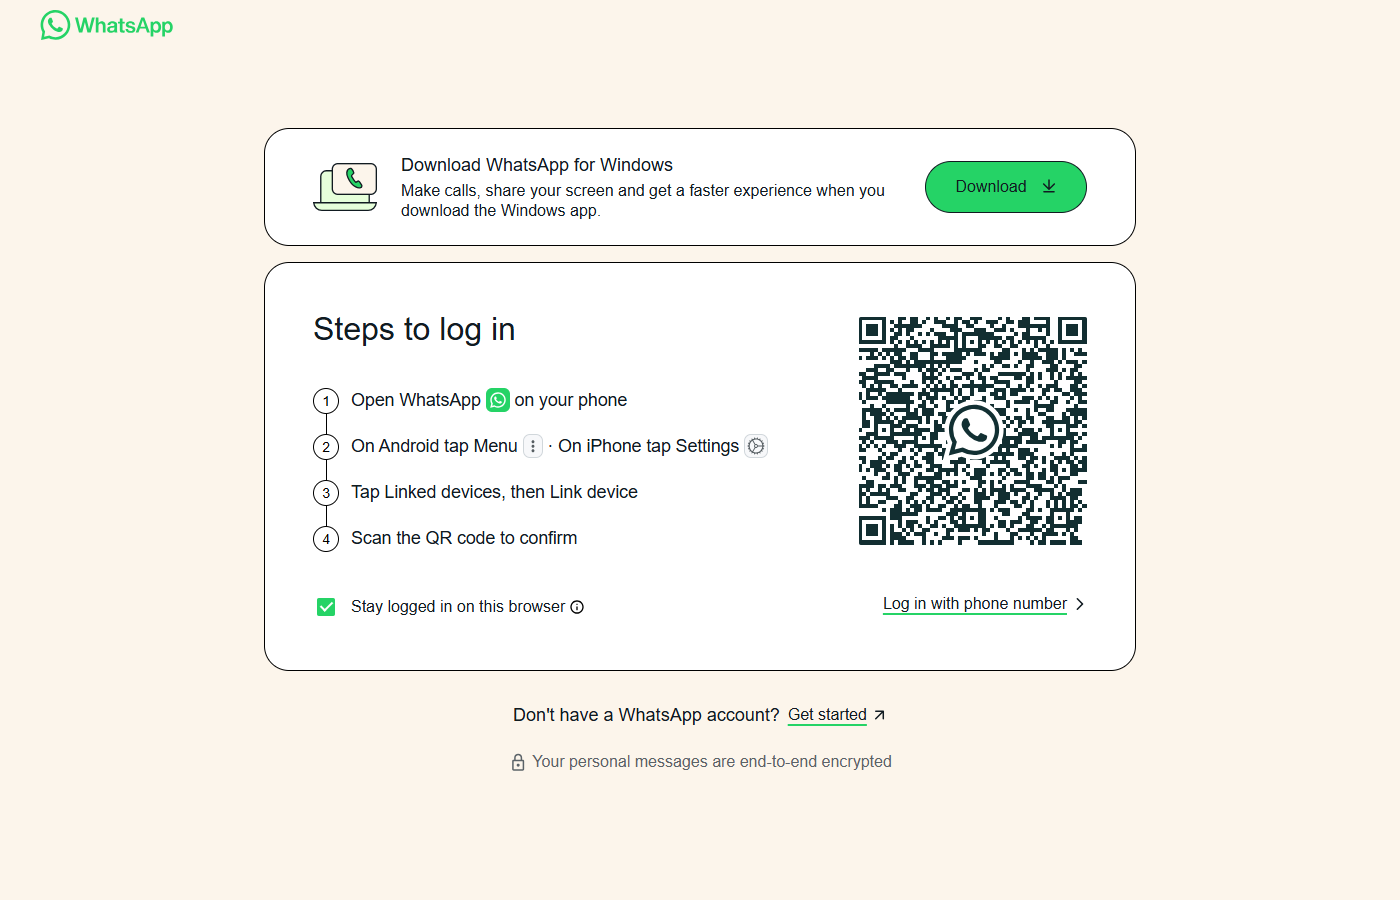 WhatsApp
Download WhatsApp for Windows
Make calls, share your screen and get a faster experience when you
download the Windows app.
Download
Steps to log in
1 Open WhatsApp on your phone
2 On Android tap Menu · On iPhone tap Settings
3 Tap Linked devices, then Link device
4 Scan the QR code to confirm
Stay logged in on this browser
Log in with phone number
Don't have a WhatsApp account? Get started
Your personal messages are end-to-end encrypted